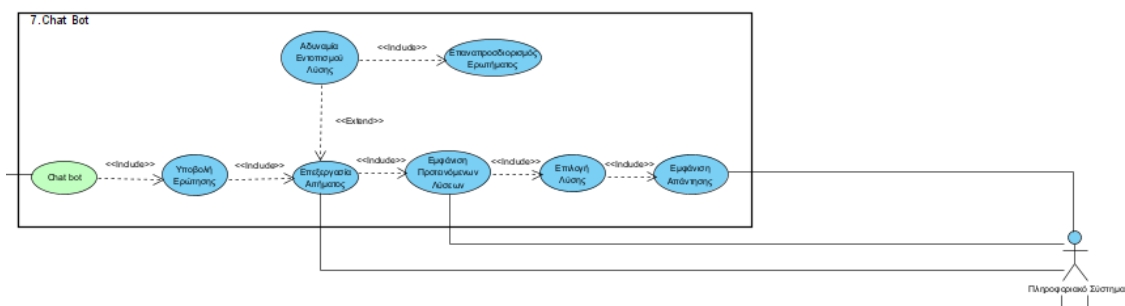 7.Chat Bot
Αδυναμία
Εντοπισμού
Λύσης
<<Include>>
Επαναπροσδιορισμός
Ερωτήματος
<<Extend>>
Chat bot
<<Include>>
Υποβολή
Ερώτησης
<<Include>>
Επεξεργασία
Αιτήματος
<<Include>>
Εμφάνιση
Προτεινόμενων
Λύσεων
<<Include>>
Επιλογή
Λύσης
<<Include>>
Εμφάνιση
Απάντησης
Πληροφοριακό Σύστημα